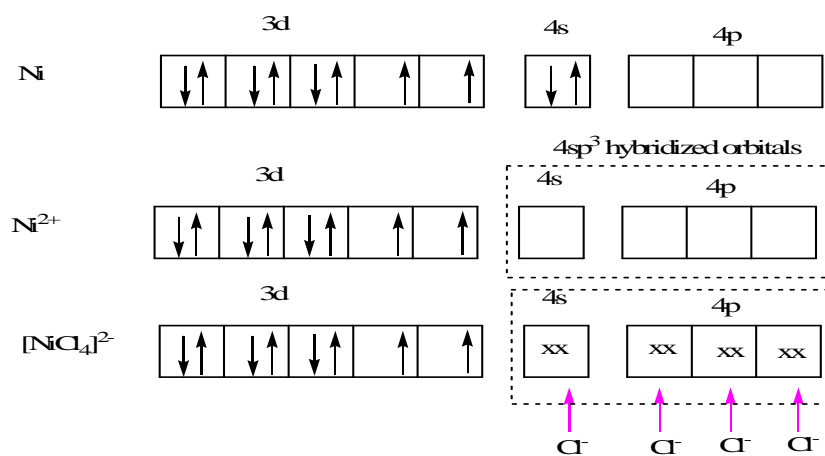 3d 4s 4p
Ni
4sp³ hybridized orbitals
3d 4s 4p
Ni²⁺
3d 4s 4p
[NiCl₄]²⁻ xx xx xx xx
Cl⁻ Cl⁻ Cl⁻ Cl⁻